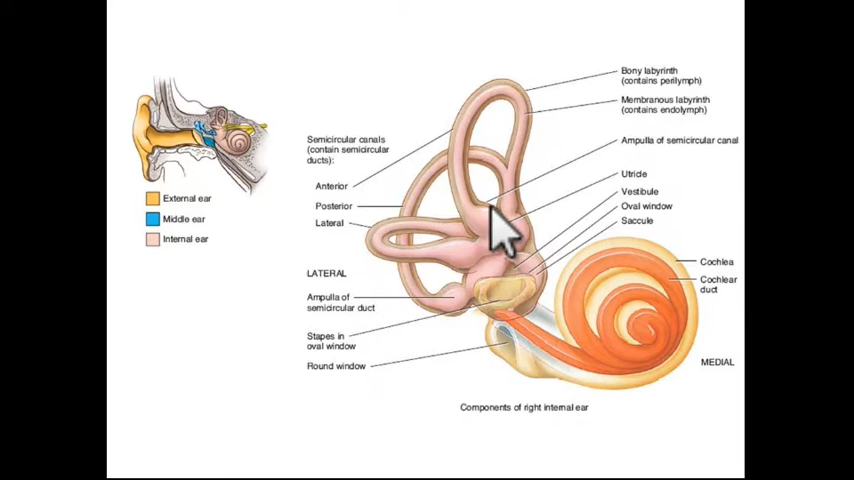 External ear
Middle ear
Internal ear
Semicircular canals
(contain semicircular
ducts):
Anterior
Posterior
Lateral
LATERAL
Ampulla of
semicircular duct
Stapes in
oval window
Round window
Bony labyrinth
(contains perilymph)
Membranous labyrinth
(contains endolymph)
Ampulla of semicircular canal
Utricle
Vestibule
Oval window
Saccule
Cochlea
Cochlear
duct
MEDIAL
Components of right internal ear